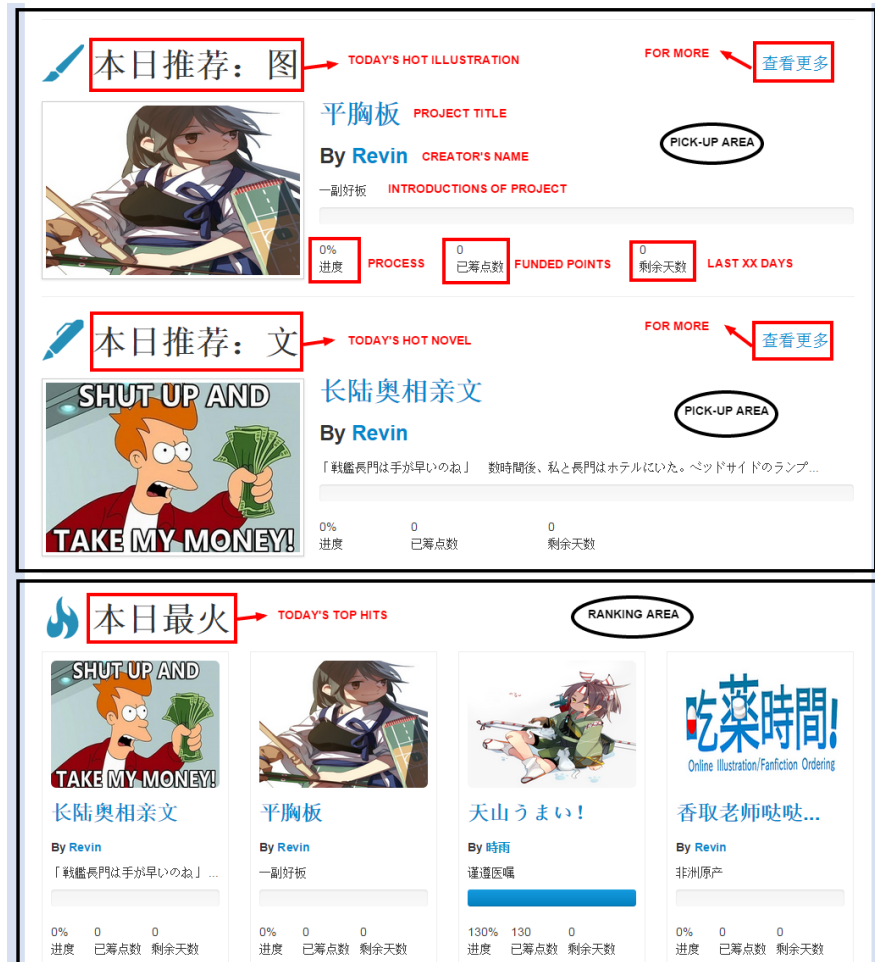 本日推荐：图
TODAY'S HOT ILLUSTRATION
FOR MORE
查看更多
平胸板
PROJECT TITLE
PICK-UP AREA
By Revin
CREATOR'S NAME
一副好板
INTRODUCTIONS OF PROJECT
0%
进度
PROCESS
0
已筹点数
FUNDED POINTS
0
剩余天数
LAST XX DAYS
本日推荐：文
TODAY'S HOT NOVEL
FOR MORE
查看更多
SHUT UP AND
TAKE MY MONEY!
长陆奥相亲文
PICK-UP AREA
By Revin
「戦艦長門は手が早いのね」　数時間後、私と長門はホテルにいた。ベッドサイドのランプ...
0%
进度
0
已筹点数
0
剩余天数
本日最火
TODAY'S TOP HITS
RANKING AREA
SHUT UP AND
TAKE MY MONEY!
长陆奥相亲文
By Revin
「戦艦長門は手が早いのね」 ...
0% 0 0
进度 已筹点数 剩余天数
平胸板
By Revin
一副好板
0% 0 0
进度 已筹点数 剩余天数
天山うまい！
By 時雨
谨遵医嘱
130% 130 0
进度 已筹点数 剩余天数
吃薬時間!
Online Illustration/Fanfiction Ordering
香取老师哒哒...
By Revin
非洲原产
0% 0 0
进度 已筹点数 剩余天数